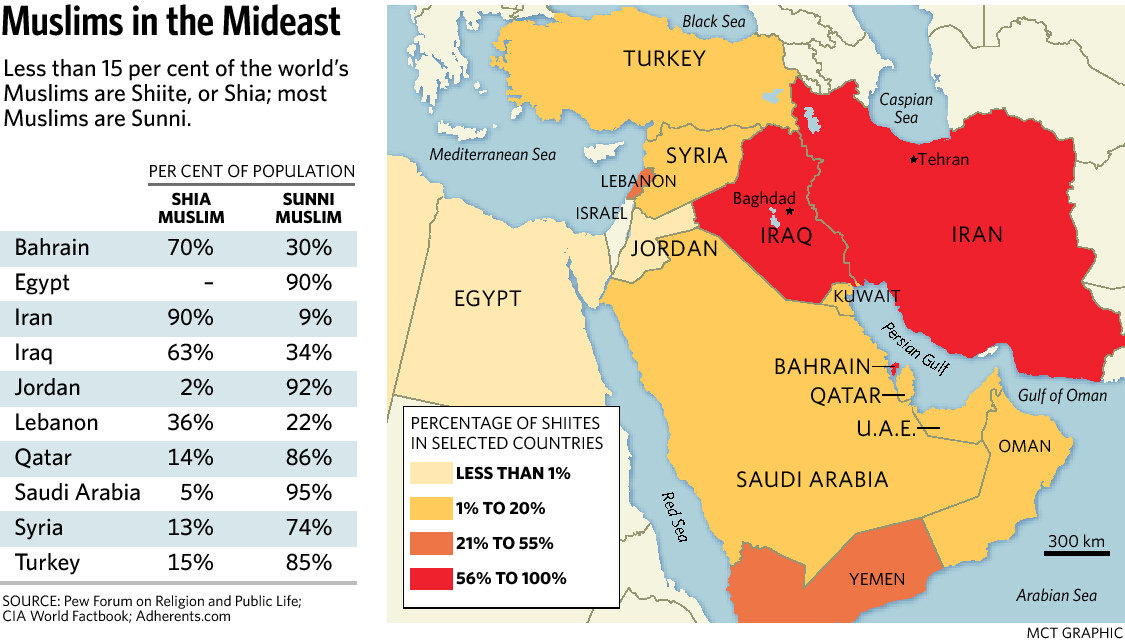 Muslims in the Mideast
Less than 15 per cent of the world's
Muslims are Shiite, or Shia; most
Muslims are Sunni.
PER CENT OF POPULATION
SHIA MUSLIM SUNNI MUSLIM
Bahrain 70% 30%
Egypt – 90%
Iran 90% 9%
Iraq 63% 34%
Jordan 2% 92%
Lebanon 36% 22%
Qatar 14% 86%
Saudi Arabia 5% 95%
Syria 13% 74%
Turkey 15% 85%
SOURCE: Pew Forum on Religion and Public Life;
CIA World Factbook; Adherents.com
Black Sea
TURKEY
Caspian
Sea
Mediterranean Sea
SYRIA
Tehran
LEBANON
Baghdad
ISRAEL
IRAQ
IRAN
JORDAN
EGYPT
KUWAIT
Persian Gulf
BAHRAIN
QATAR
Gulf of Oman
U.A.E.
OMAN
SAUDI ARABIA
Red Sea
YEMEN
300 km
Arabian Sea
PERCENTAGE OF SHIITES
IN SELECTED COUNTRIES
LESS THAN 1%
1% TO 20%
21% TO 55%
56% TO 100%
MCT GRAPHIC